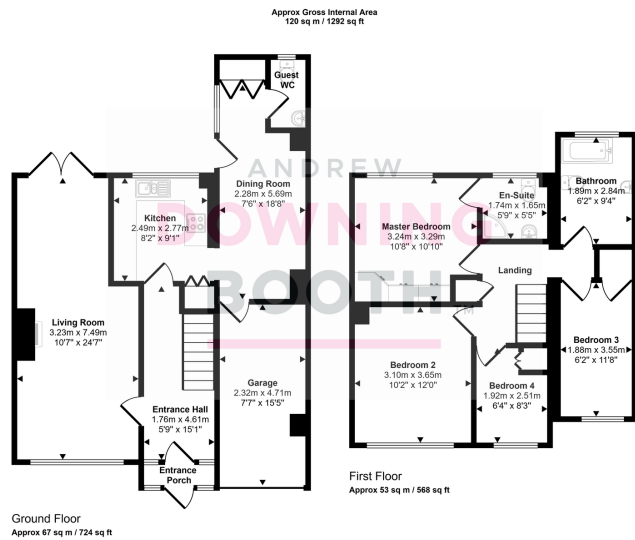 Approx Gross Internal Area
120 sq m / 1292 sq ft
Guest
WC
Dining Room
2.28m x 5.69m
7'6" x 18'8"
Kitchen
2.49m x 2.77m
8'2" x 9'1"
Living Room
3.23m x 7.49m
10'7" x 24'7"
Garage
2.32m x 4.71m
7'7" x 15'5"
Entrance Hall
1.76m x 4.61m
5'9" x 15'1"
Entrance
Porch
Ground Floor
Approx 67 sq m / 724 sq ft
Bathroom
1.89m x 2.84m
6'2" x 9'4"
En-Suite
1.74m x 1.65m
5'9" x 5'5"
Master Bedroom
3.24m x 3.29m
10'8" x 10'10"
Landing
Bedroom 3
1.88m x 3.55m
6'2" x 11'8"
Bedroom 2
3.10m x 3.65m
10'2" x 12'0"
Bedroom 4
1.92m x 2.51m
6'4" x 8'3"
First Floor
Approx 53 sq m / 568 sq ft
ANDREW
DOWNING
BOOTH
TM